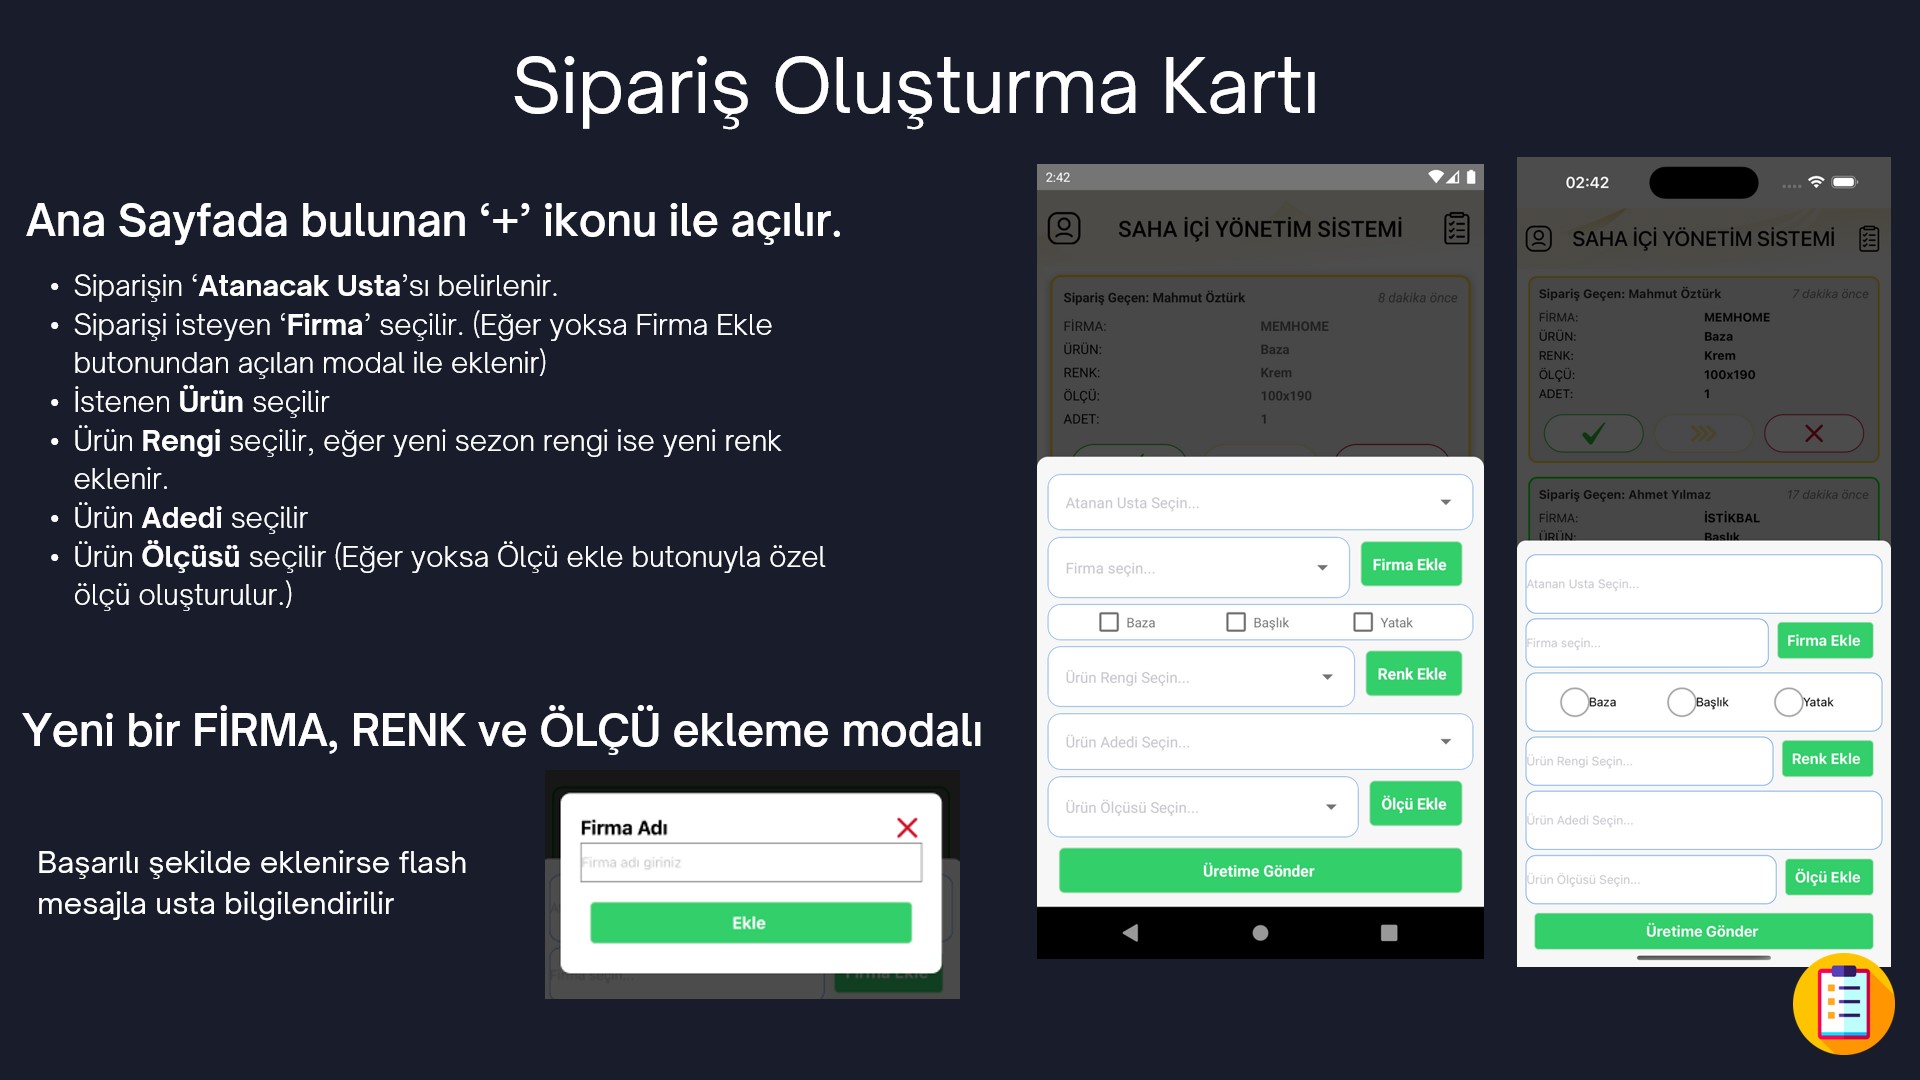 Sipariş Oluşturma Kartı
Ana Sayfada bulunan ‘+’ ikonu ile açılır.
• Siparişin ‘Atanacak Usta’sı belirlenir.
• Siparişi isteyen ‘Firma’ seçilir. (Eğer yoksa Firma Ekle
butonundan açılan modal ile eklenir)
• İstenen Ürün seçilir
• Ürün Rengi seçilir, eğer yeni sezon rengi ise yeni renk
eklenir.
• Ürün Adedi seçilir
• Ürün Ölçüsü seçilir (Eğer yoksa Ölçü ekle butonuyla özel
ölçü oluşturulur.)
Yeni bir FİRMA, RENK ve ÖLÇÜ ekleme modalı
Başarılı şekilde eklenirse flash
mesajla usta bilgilendirilir
Firma Adı
Firma adı giriniz
Ekle
Firma Ekle
2:42
SAHA İÇİ YÖNETİM SİSTEMİ
Sipariş Geçen: Mahmut Öztürk 8 dakika önce
FİRMA: MEMHOME
ÜRÜN: Baza
RENK: Krem
ÖLÇÜ: 100x190
ADET: 1
Atanan Usta Seçin...
Firma seçin... Firma Ekle
Baza Başlık Yatak
Ürün Rengi Seçin... Renk Ekle
Ürün Adedi Seçin...
Ürün Ölçüsü Seçin... Ölçü Ekle
Üretime Gönder
02:42
SAHA İÇİ YÖNETİM SİSTEMİ
Sipariş Geçen: Mahmut Öztürk 7 dakika önce
FİRMA: MEMHOME
ÜRÜN: Baza
RENK: Krem
ÖLÇÜ: 100x190
ADET: 1
Sipariş Geçen: Ahmet Yılmaz 17 dakika önce
FİRMA: İSTİKBAL
ÜRÜN: Başlık
Atanan Usta Seçin...
Firma seçin... Firma Ekle
Baza Başlık Yatak
Ürün Rengi Seçin... Renk Ekle
Ürün Adedi Seçin...
Ürün Ölçüsü Seçin... Ölçü Ekle
Üretime Gönder